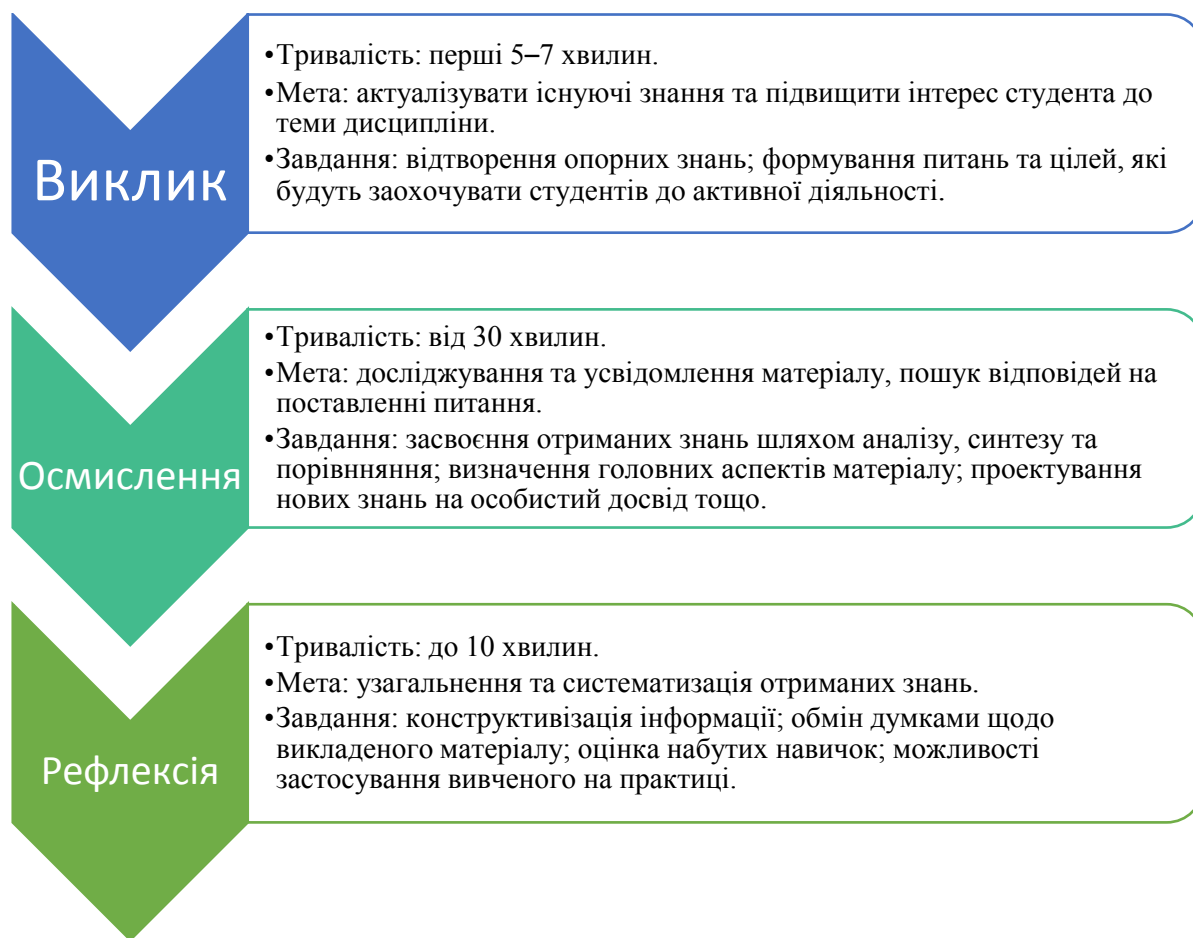 Виклик
•Тривалість: перші 5–7 хвилин.
•Мета: актуалізувати існуючі знання та підвищити інтерес студента до
теми дисципліни.
•Завдання: відтворення опорних знань; формування питань та цілей, які
будуть заохочувати студентів до активної діяльності.
Осмислення
•Тривалість: від 30 хвилин.
•Мета: досліджування та усвідомлення матеріалу, пошук відповідей на
поставленні питання.
•Завдання: засвоєння отриманих знань шляхом аналізу, синтезу та
порівнняння; визначення головних аспектів матеріалу; проектування
нових знань на особистий досвід тощо.
Рефлексія
•Тривалість: до 10 хвилин.
•Мета: узагальнення та систематизація отриманих знань.
•Завдання: конструктивізація інформації; обмін думками щодо
викладеного матеріалу; оцінка набутих навичок; можливості
застосування вивченого на практиці.